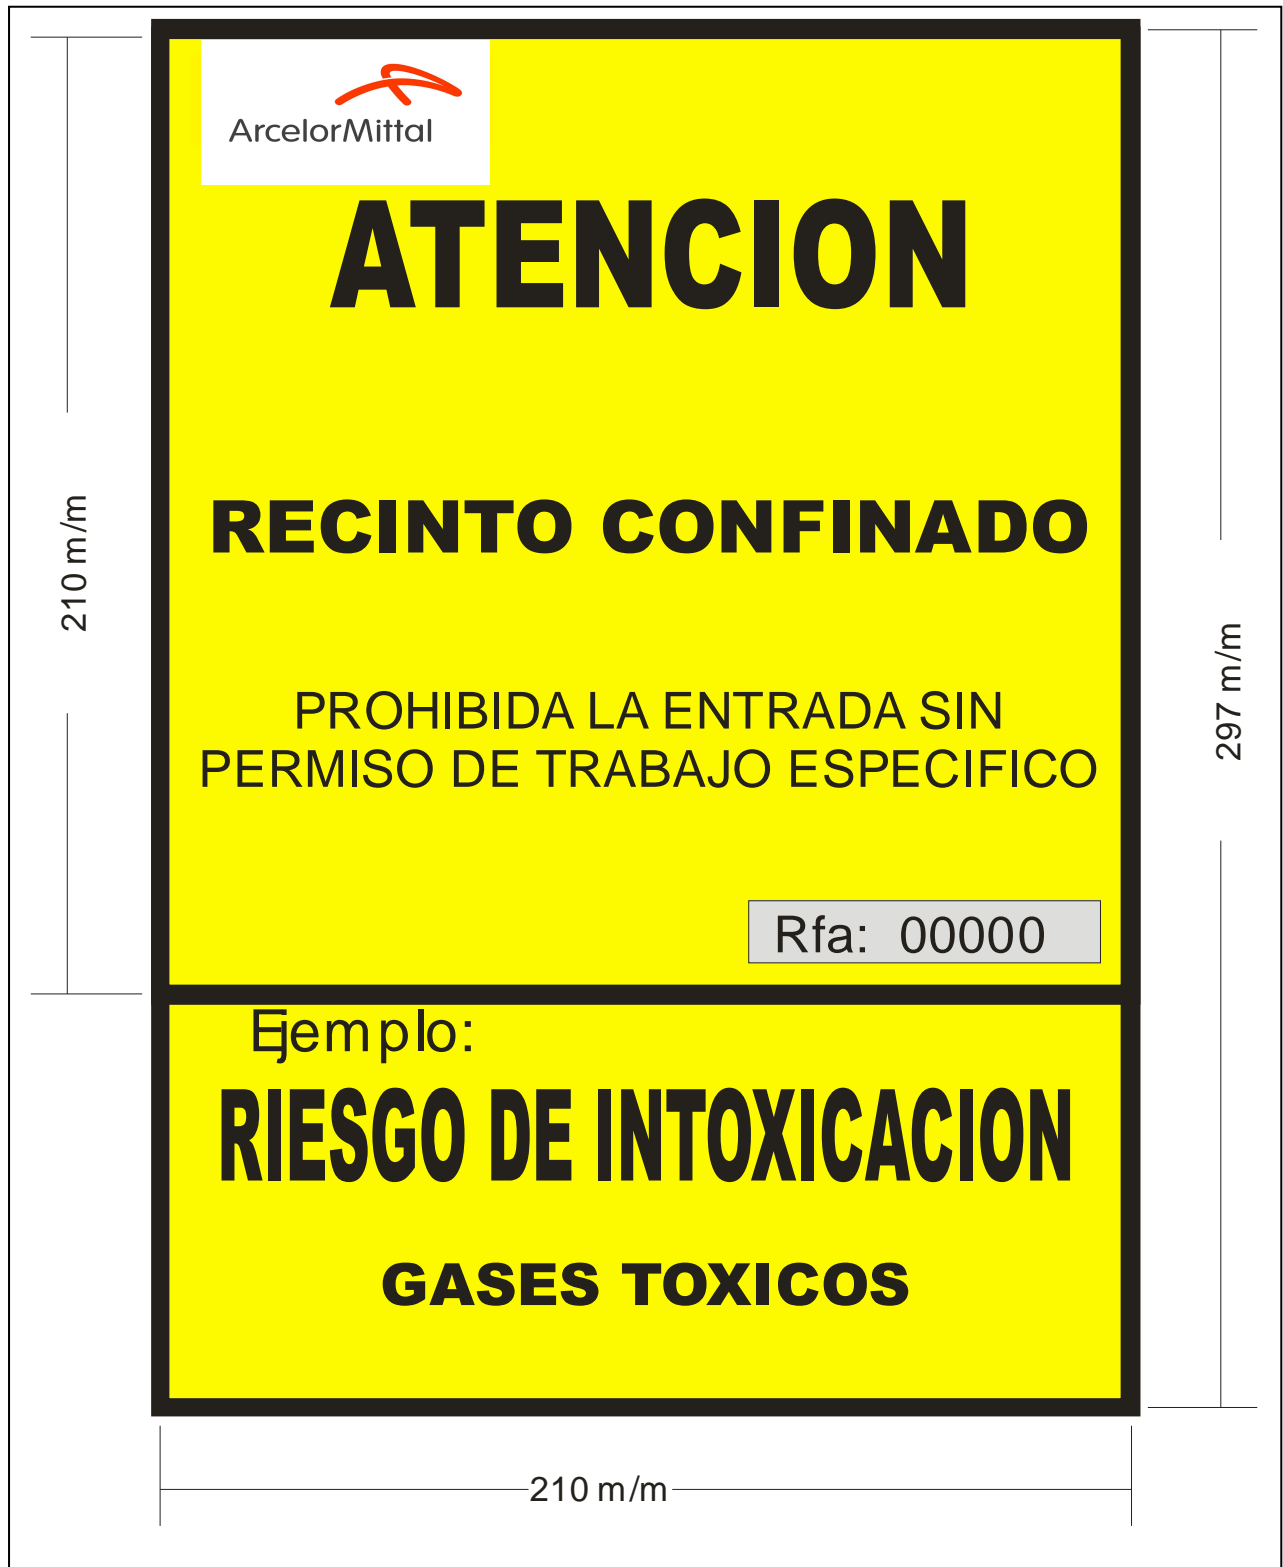 ArcelorMittal
ATENCION
RECINTO CONFINADO
PROHIBIDA LA ENTRADA SIN
PERMISO DE TRABAJO ESPECIFICO
Rfa: 00000
Ejemplo:
RIESGO DE INTOXICACION
GASES TOXICOS
210 m/m
297 m/m
210 m/m